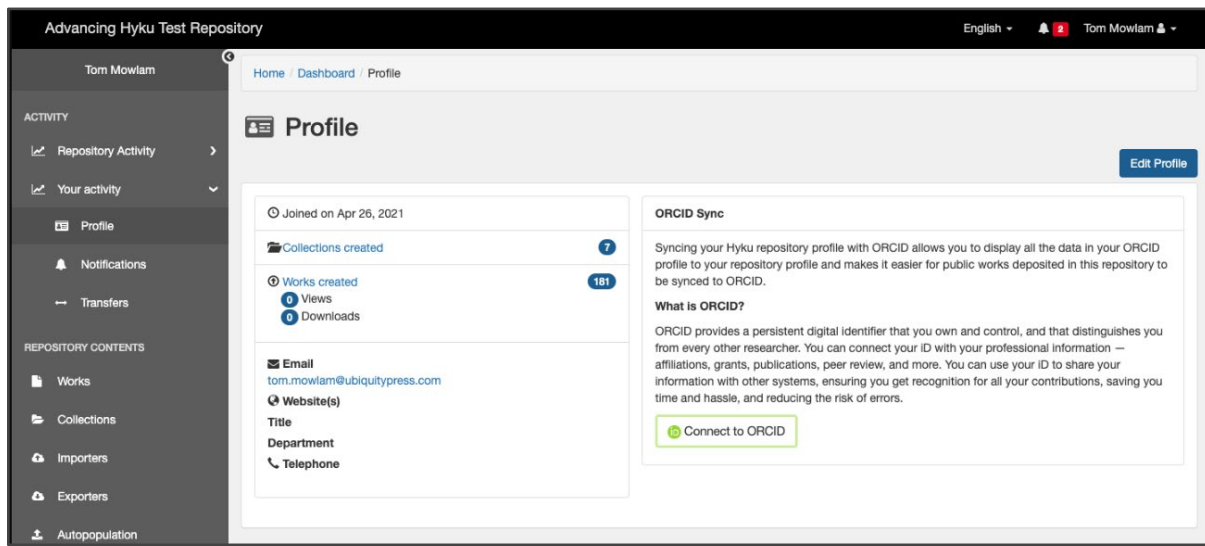 Advancing Hyku Test Repository
English
2
Tom Mowlam
Tom Mowlam
ACTIVITY
Repository Activity
Your activity
Profile
Notifications
Transfers
REPOSITORY CONTENTS
Works
Collections
Importers
Exporters
Autopopulation
Home / Dashboard / Profile
Profile
Edit Profile
Joined on Apr 26, 2021
Collections created 7
Works created 181
0 Views
0 Downloads
Email
tom.mowlam@ubiquitypress.com
Website(s)
Title
Department
Telephone
ORCID Sync
Syncing your Hyku repository profile with ORCID allows you to display all the data in your ORCID
profile to your repository profile and makes it easier for public works deposited in this repository to
be synced to ORCID.
What is ORCID?
ORCID provides a persistent digital identifier that you own and control, and that distinguishes you
from every other researcher. You can connect your iD with your professional information —
affiliations, grants, publications, peer review, and more. You can use your iD to share your
information with other systems, ensuring you get recognition for all your contributions, saving you
time and hassle, and reducing the risk of errors.
iD Connect to ORCID